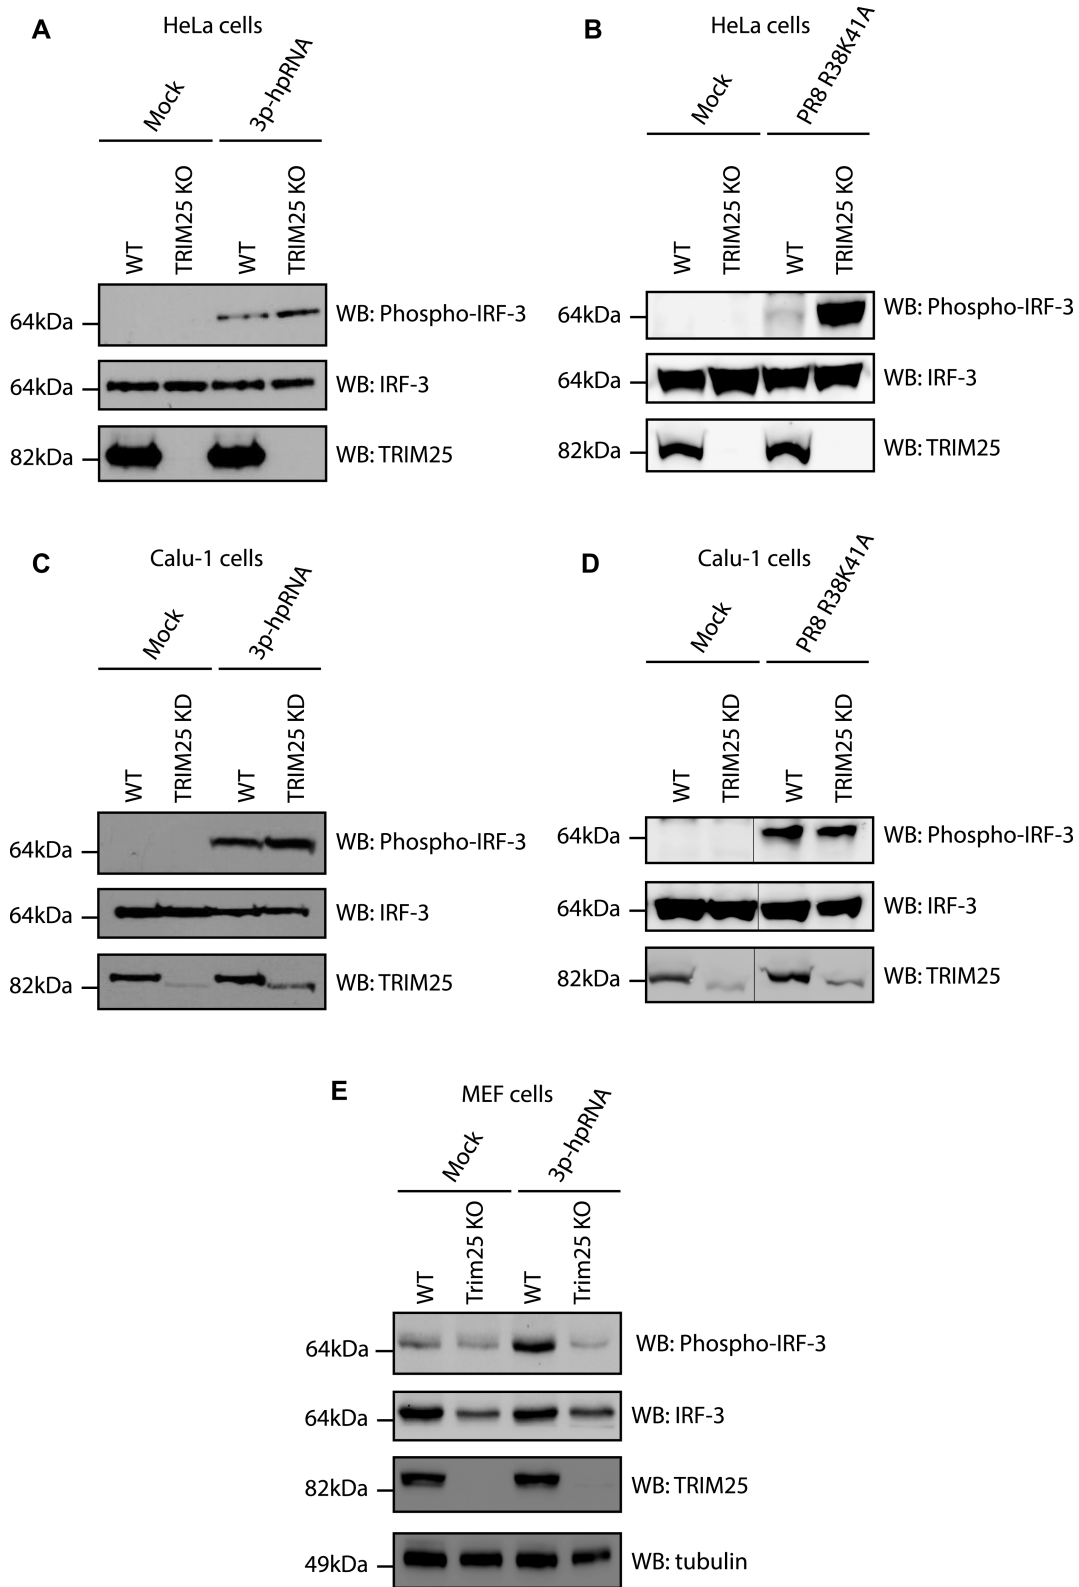 A
HeLa cells
Mock
3p-hpRNA
WT
TRIM25 KO
WT
TRIM25 KO
64kDa
WB: Phospho-IRF-3
64kDa
WB: IRF-3
82kDa
WB: TRIM25
B
HeLa cells
Mock
PR8 R38K41A
WT
TRIM25 KO
WT
TRIM25 KO
64kDa
WB: Phospho-IRF-3
64kDa
WB: IRF-3
82kDa
WB: TRIM25
C
Calu-1 cells
Mock
3p-hpRNA
WT
TRIM25 KD
WT
TRIM25 KD
64kDa
WB: Phospho-IRF-3
64kDa
WB: IRF-3
82kDa
WB: TRIM25
D
Calu-1 cells
Mock
PR8 R38K41A
WT
TRIM25 KD
WT
TRIM25 KD
64kDa
WB: Phospho-IRF-3
64kDa
WB: IRF-3
82kDa
WB: TRIM25
E
MEF cells
Mock
3p-hpRNA
WT
Trim25 KO
WT
Trim25 KO
64kDa
WB: Phospho-IRF-3
64kDa
WB: IRF-3
82kDa
WB: TRIM25
49kDa
WB: tubulin